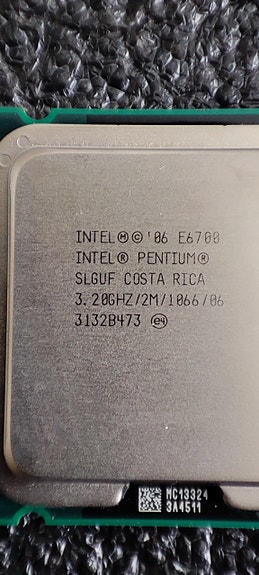 INTEL Ⓜ © '06 E6700
INTEL® PENTIUM®
SLGUF COSTA RICA
3.20GHZ/2M/1066/06
3132B473 e4
MC13324
3A4511